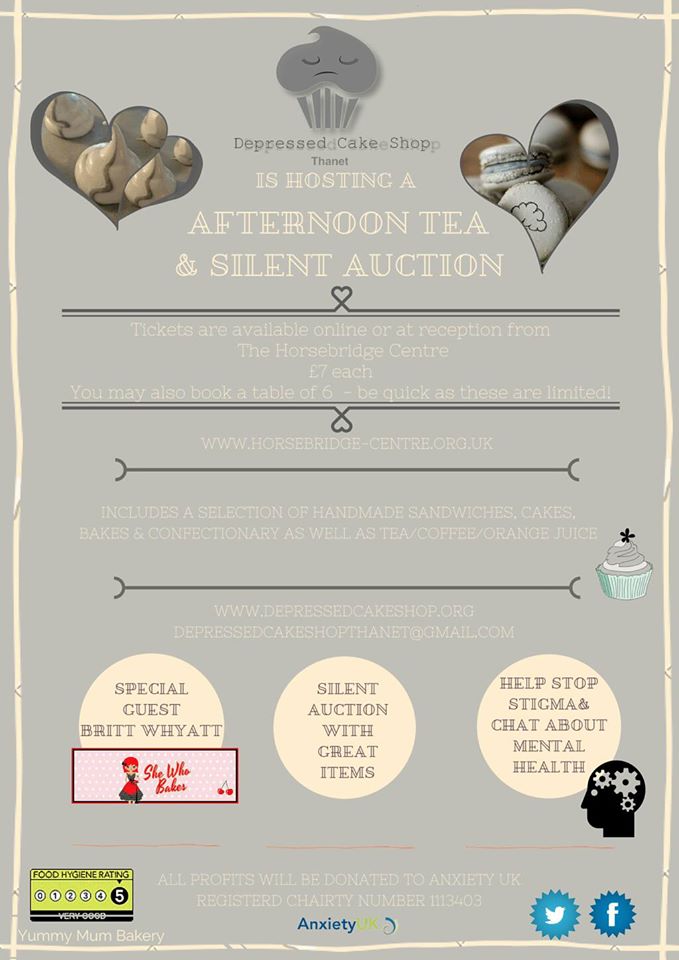 Depressed Cake Shop
Thanet
IS HOSTING A
AFTERNOON TEA
& SILENT AUCTION
Tickets are available online or at reception from
The Horsebridge Centre
£7 each
You may also book a table of 6 - be quick as these are limited!
WWW.HORSEBRIDGE-CENTRE.ORG.UK
INCLUDES A SELECTION OF HANDMADE SANDWICHES, CAKES,
BAKES & CONFECTIONARY AS WELL AS TEA/COFFEE/ORANGE JUICE
WWW.DEPRESSEDCAKESHOP.ORG
DEPRESSEDCAKESHOPTHANET@GMAIL.COM
SPECIAL
GUEST
BRITT WHYATT
She Who
Bakes
SILENT
AUCTION
WITH
GREAT
ITEMS
HELP STOP
STIGMA&
CHAT ABOUT
MENTAL
HEALTH
FOOD HYGIENE RATING
0 1 2 3 4 5
VERY GOOD
Yummy Mum Bakery
ALL PROFITS WILL BE DONATED TO ANXIETY UK
REGISTERD CHAIRTY NUMBER 1113403
AnxietyUK